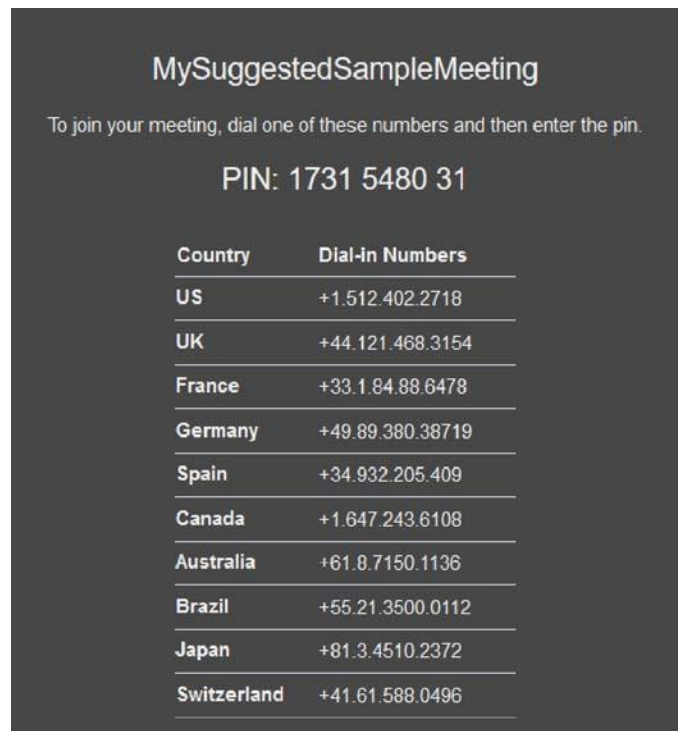 MySuggestedSampleMeeting
To join your meeting, dial one of these numbers and then enter the pin.
PIN: 1731 5480 31
Country Dial-in Numbers
US +1.512.402.2718
UK +44.121.468.3154
France +33.1.84.88.6478
Germany +49.89.380.38719
Spain +34.932.205.409
Canada +1.647.243.6108
Australia +61.8.7150.1136
Brazil +55.21.3500.0112
Japan +81.3.4510.2372
Switzerland +41.61.588.0496